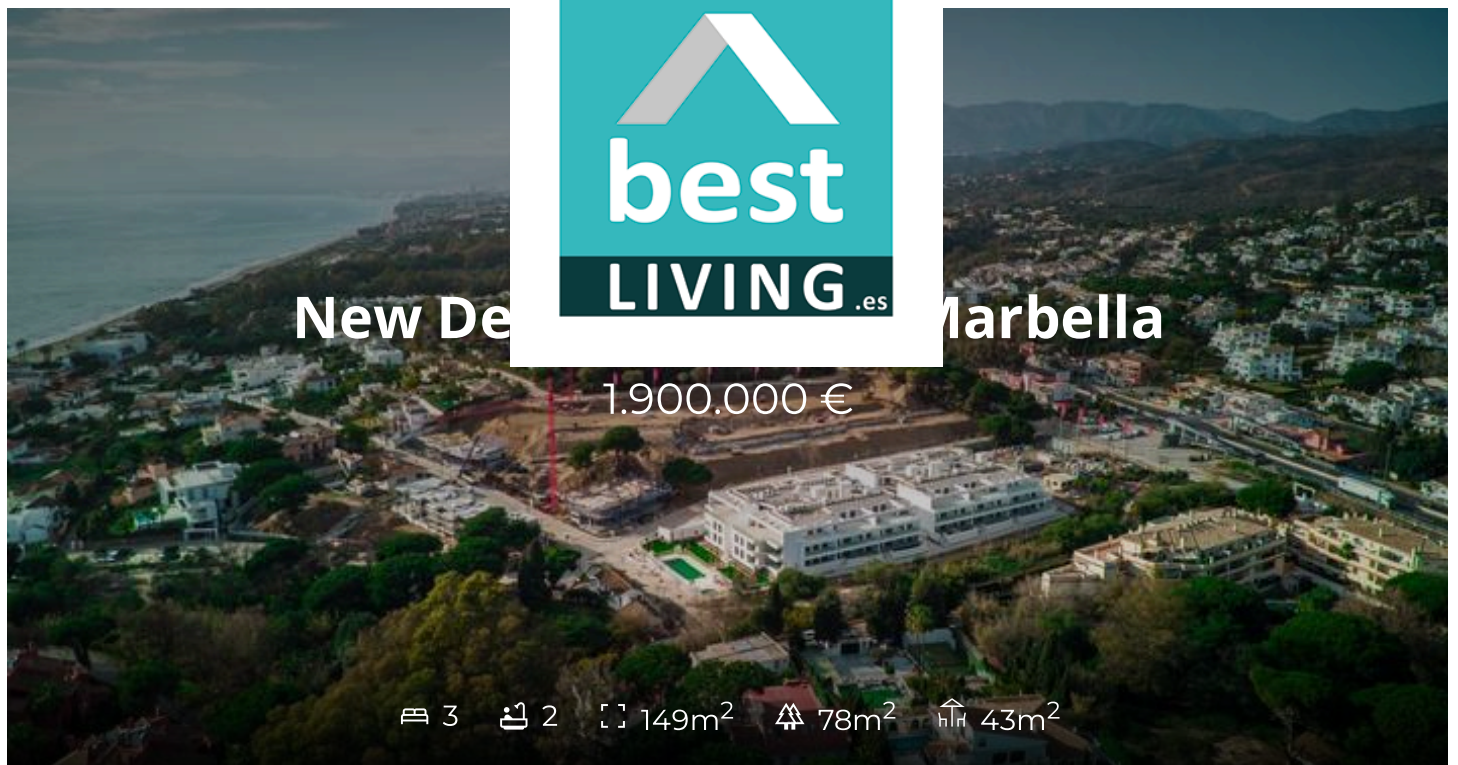 best
LIVING.es
New De Marbella
1.900.000 €
3 2 149m² 78m² 43m²